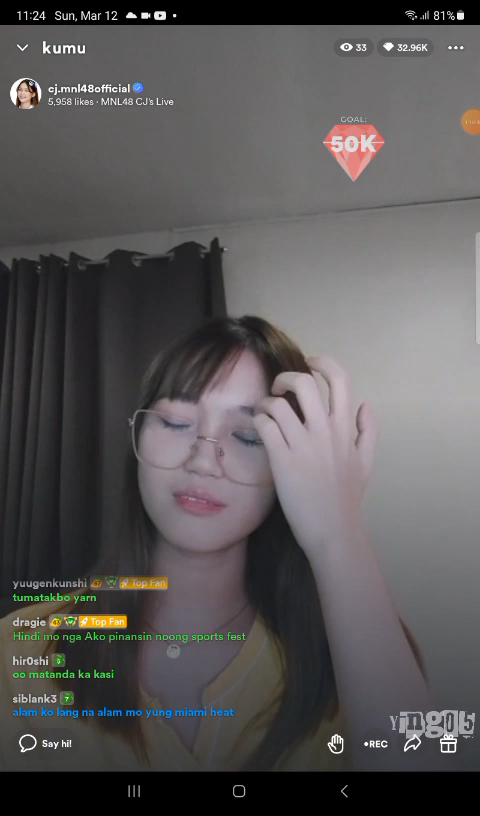 11:24 Sun, Mar 12
81%
kumu
33
32.96K
cj.mnl48official
5,958 likes · MNL48 CJ's Live
GOAL:
50K
yuugenkunshi Top Fan
tumatakbo yarn
dragie Top Fan
Hindi mo nga Ako pinansin noong sports fest
hir0shi
oo matanda ka kasi
siblank3 7
alam ko lang na alam mo yung miami heat
Say hi!
•REC